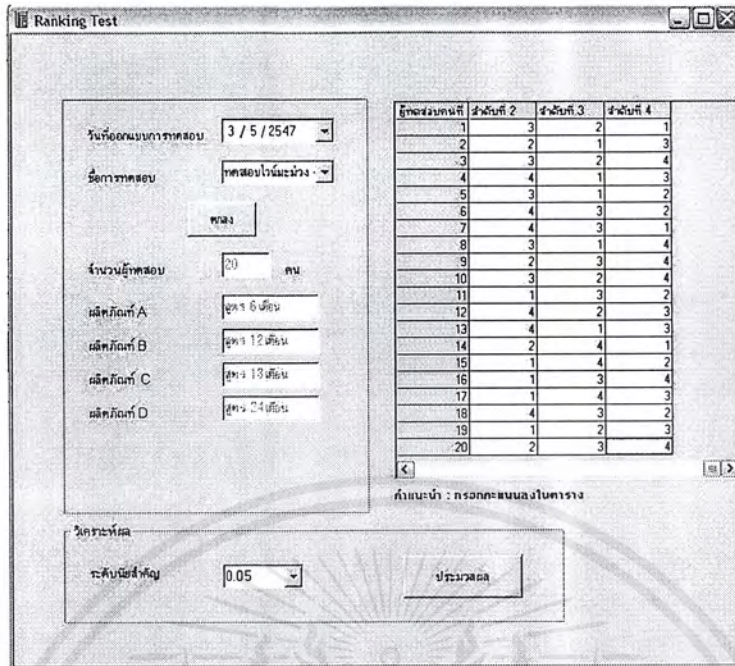 Ranking Test
วันที่ออกแบบการทดสอบ 3 / 5 / 2547
ชื่อการทดสอบ ทดสอบไวน์มะม่วง
ตกลง
จำนวนผู้ทดสอบ 20 คน
ผลิตภัณฑ์ A สูตร 6 เดือน
ผลิตภัณฑ์ B สูตร 12 เดือน
ผลิตภัณฑ์ C สูตร 18 เดือน
ผลิตภัณฑ์ D สูตร 24 เดือน
ผู้ทดสอบคนที่ ลำดับที่ 2 ลำดับที่ 3 ลำดับที่ 4
1 3 2 1
2 2 1 3
3 3 2 4
4 4 1 3
5 3 1 2
6 4 3 2
7 4 3 1
8 3 1 4
9 2 3 4
10 3 2 4
11 1 3 2
12 4 2 3
13 4 1 3
14 2 4 1
15 1 4 2
16 1 3 4
17 1 4 3
18 4 3 2
19 1 2 3
20 2 3 4
คำแนะนำ : กรอกคะแนนลงในตาราง
วิเคราะห์ผล
ระดับนัยสำคัญ 0.05
ประมวลผล